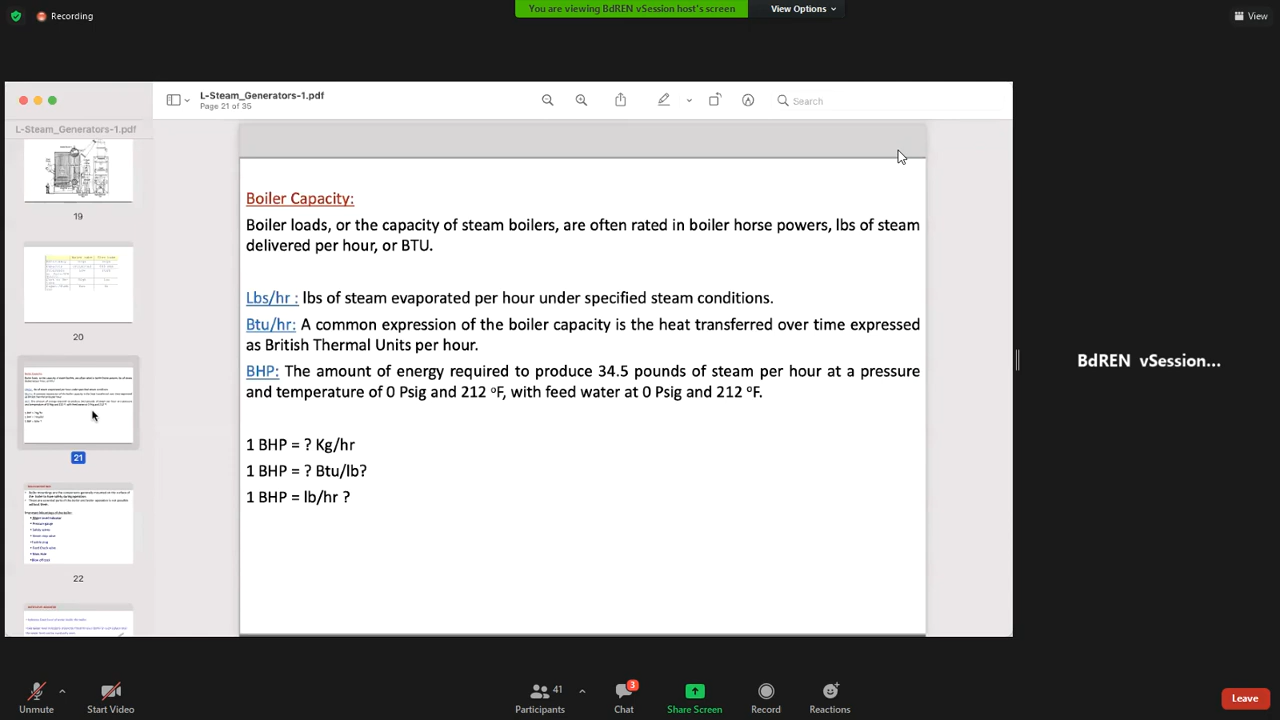 Recording
You are viewing BdREN vSession host's screen
View Options
View
L-Steam_Generators-1.pdf
Page 21 of 35
Search
L-Steam_Generators-1.pdf
19
20
21
22
Boiler Capacity:
Boiler loads, or the capacity of steam boilers, are often rated in boiler horse powers, lbs of steam
delivered per hour, or BTU.
Lbs/hr : lbs of steam evaporated per hour under specified steam conditions.
Btu/hr: A common expression of the boiler capacity is the heat transferred over time expressed
as British Thermal Units per hour.
BHP: The amount of energy required to produce 34.5 pounds of steam per hour at a pressure
and temperature of 0 Psig and 212 ºF, with feed water at 0 Psig and 212 ºF.
1 BHP = ? Kg/hr
1 BHP = ? Btu/lb?
1 BHP = lb/hr ?
BdREN vSession...
Unmute
Start Video
41
Participants
3
Chat
Share Screen
Record
Reactions
Leave